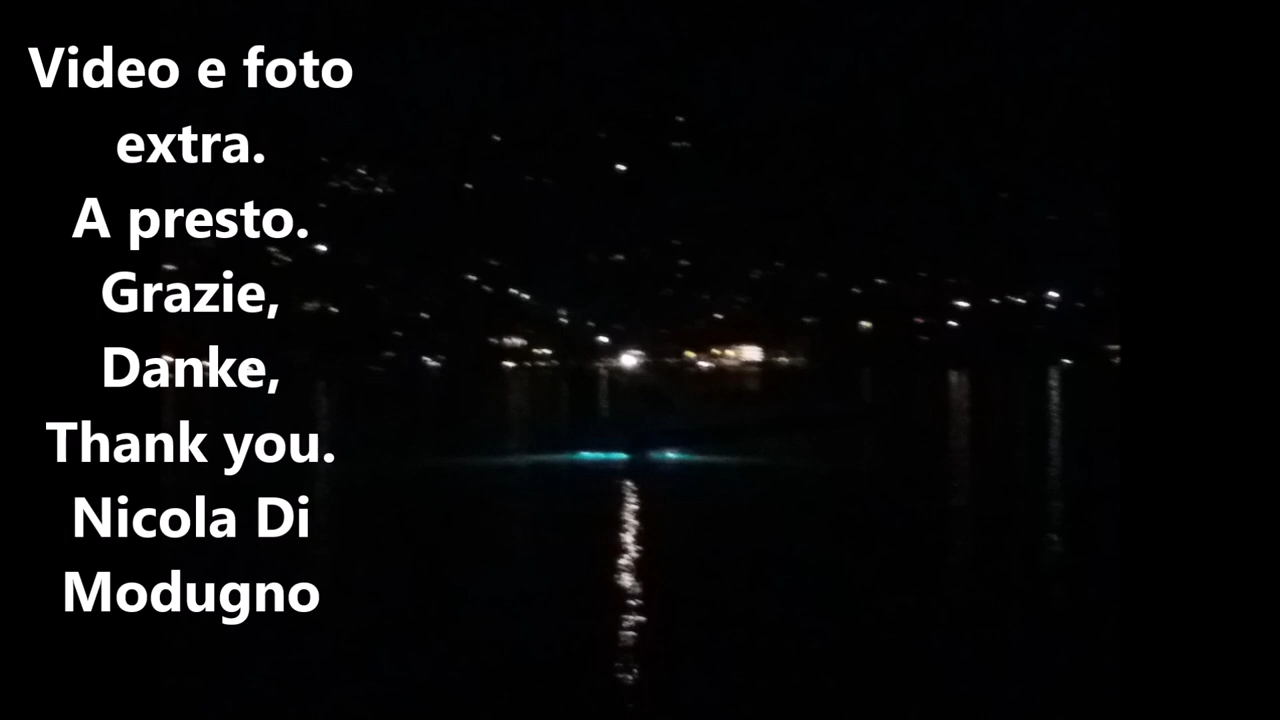 Video e foto
extra.
A presto.
Grazie,
Danke,
Thank you.
Nicola Di
Modugno